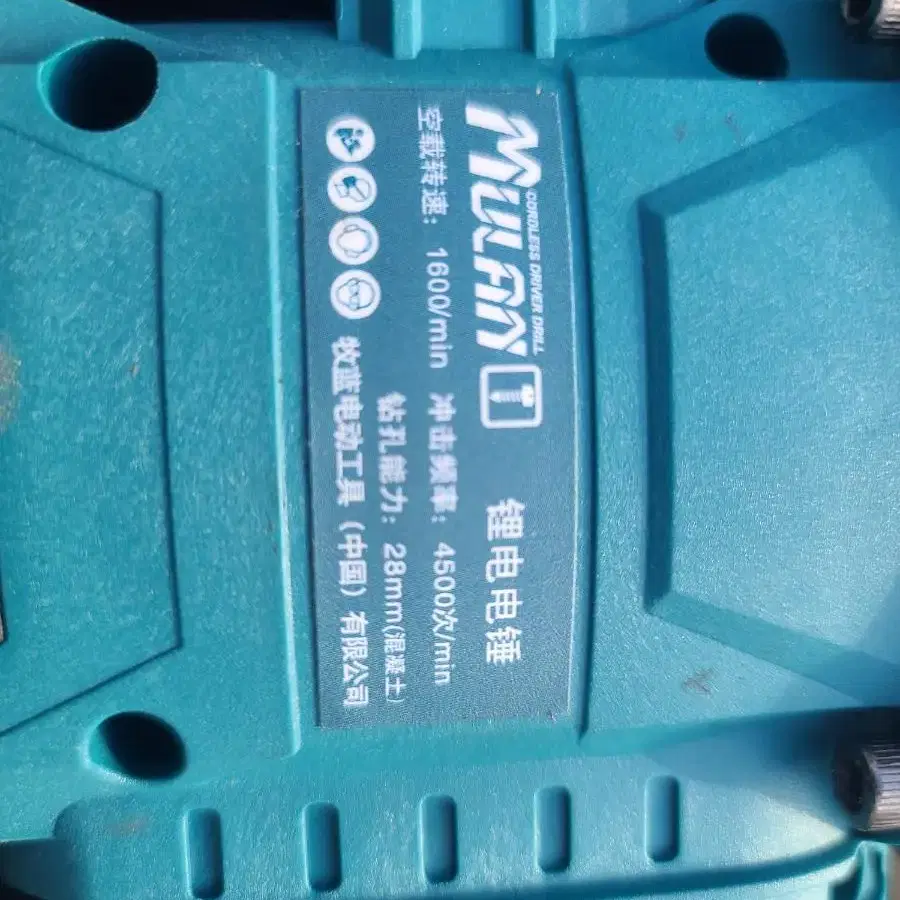 MULAN
CORDLESS DRIVER DRILL
锂电电锤
空载转速: 1600/min 冲击频率: 4500次/min
钻孔能力: 28mm(混凝土)
牧蓝电动工具（中国）有限公司